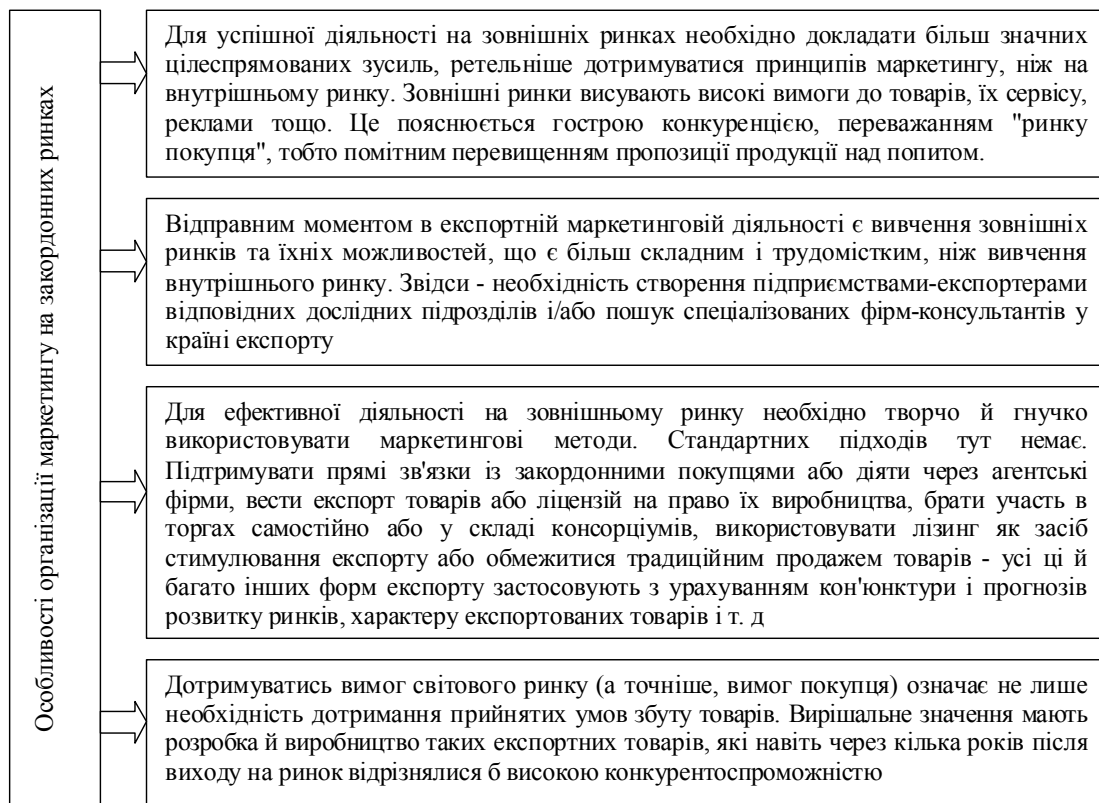 Особливості організації маркетингу на закордонних ринках
Для успішної діяльності на зовнішніх ринках необхідно докладати більш значних
цілеспрямованих зусиль, ретельніше дотримуватися принципів маркетингу, ніж на
внутрішньому ринку. Зовнішні ринки висувають високі вимоги до товарів, їх сервісу,
реклами тощо. Це пояснюється гострою конкуренцією, переважанням "ринку
покупця", тобто помітним перевищенням пропозиції продукції над попитом.
Відправним моментом в експортній маркетинговій діяльності є вивчення зовнішніх
ринків та їхніх можливостей, що є більш складним і трудомістким, ніж вивчення
внутрішнього ринку. Звідси - необхідність створення підприємствами-експортерами
відповідних дослідних підрозділів і/або пошук спеціалізованих фірм-консультантів у
країні експорту
Для ефективної діяльності на зовнішньому ринку необхідно творчо й гнучко
використовувати маркетингові методи. Стандартних підходів тут немає.
Підтримувати прямі зв'язки із закордонними покупцями або діяти через агентські
фірми, вести експорт товарів або ліцензій на право їх виробництва, брати участь в
торгах самостійно або у складі консорціумів, використовувати лізинг як засіб
стимулювання експорту або обмежитися традиційним продажем товарів - усі ці й
багато інших форм експорту застосовують з урахуванням кон'юнктури і прогнозів
розвитку ринків, характеру експортованих товарів і т. д
Дотримуватись вимог світового ринку (а точніше, вимог покупця) означає не лише
необхідність дотримання прийнятих умов збуту товарів. Вирішальне значення мають
розробка й виробництво таких експортних товарів, які навіть через кілька років після
виходу на ринок відрізнялися б високою конкурентоспроможністю